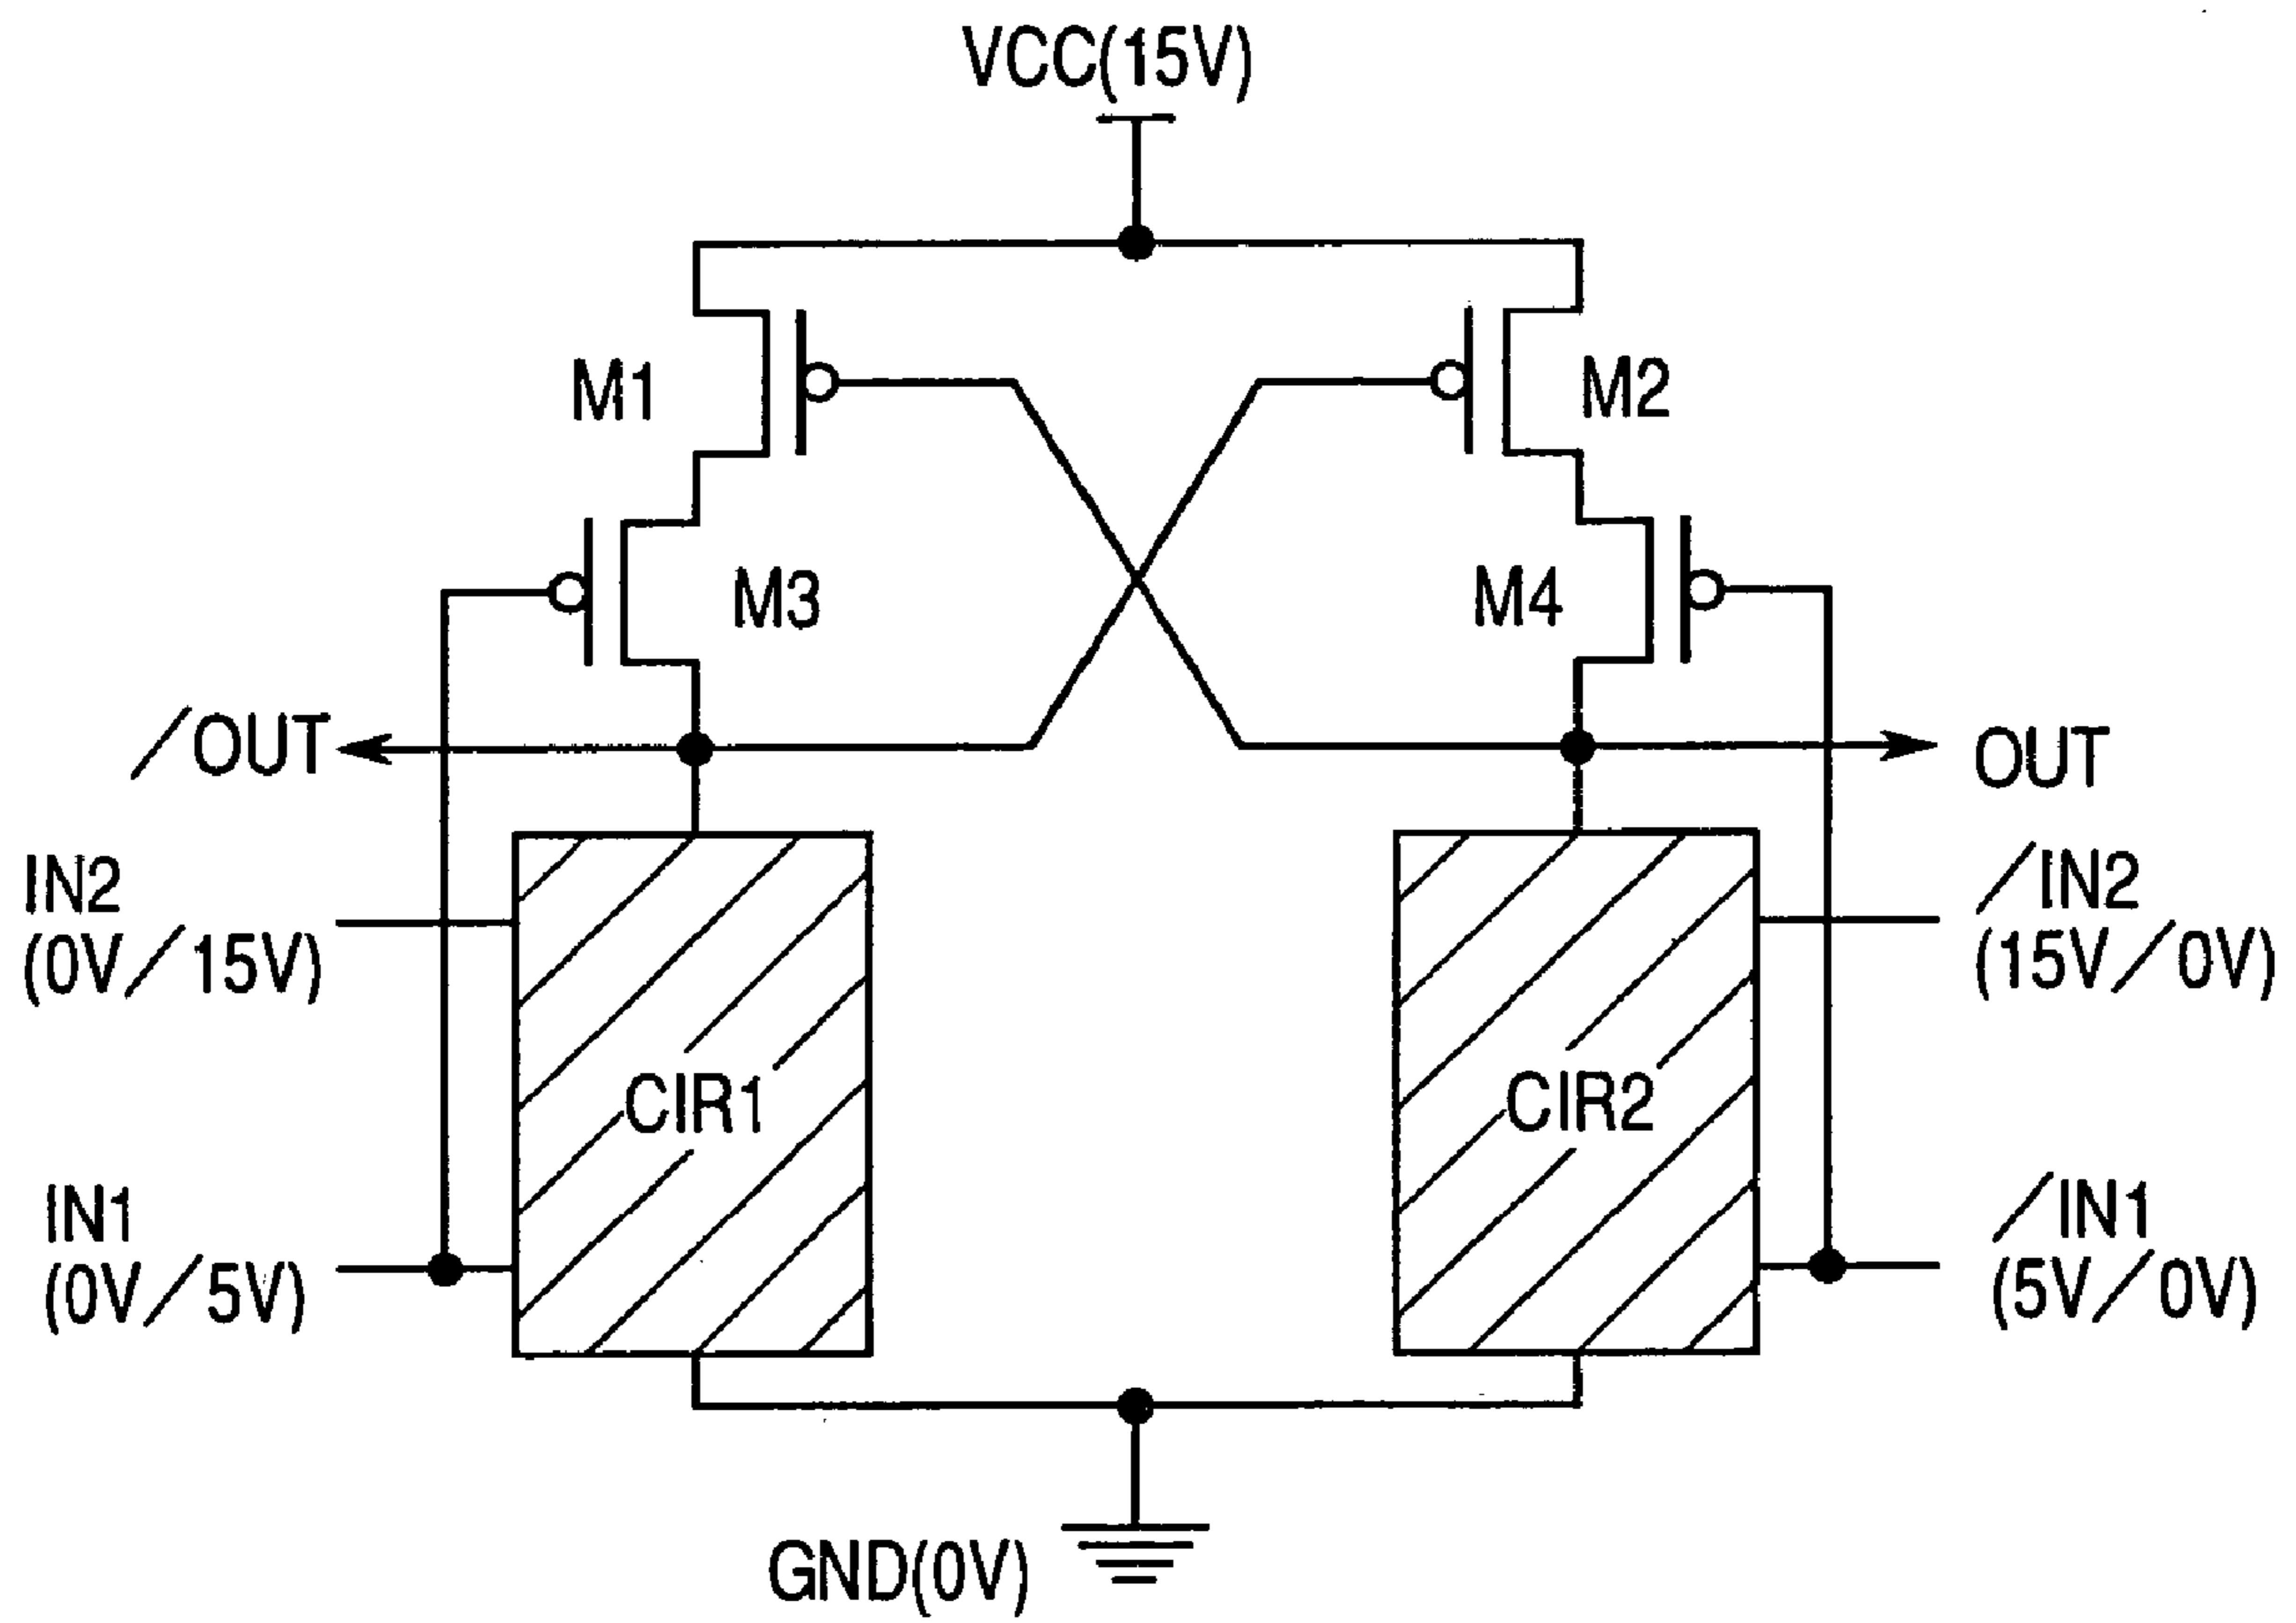 VCC(15V)
M1
M2
M3
M4
/OUT
OUT
IN2
(0V/15V)
/IN2
(15V/0V)
CIR1
CIR2
IN1
(0V/5V)
/IN1
(5V/0V)
GND(0V)